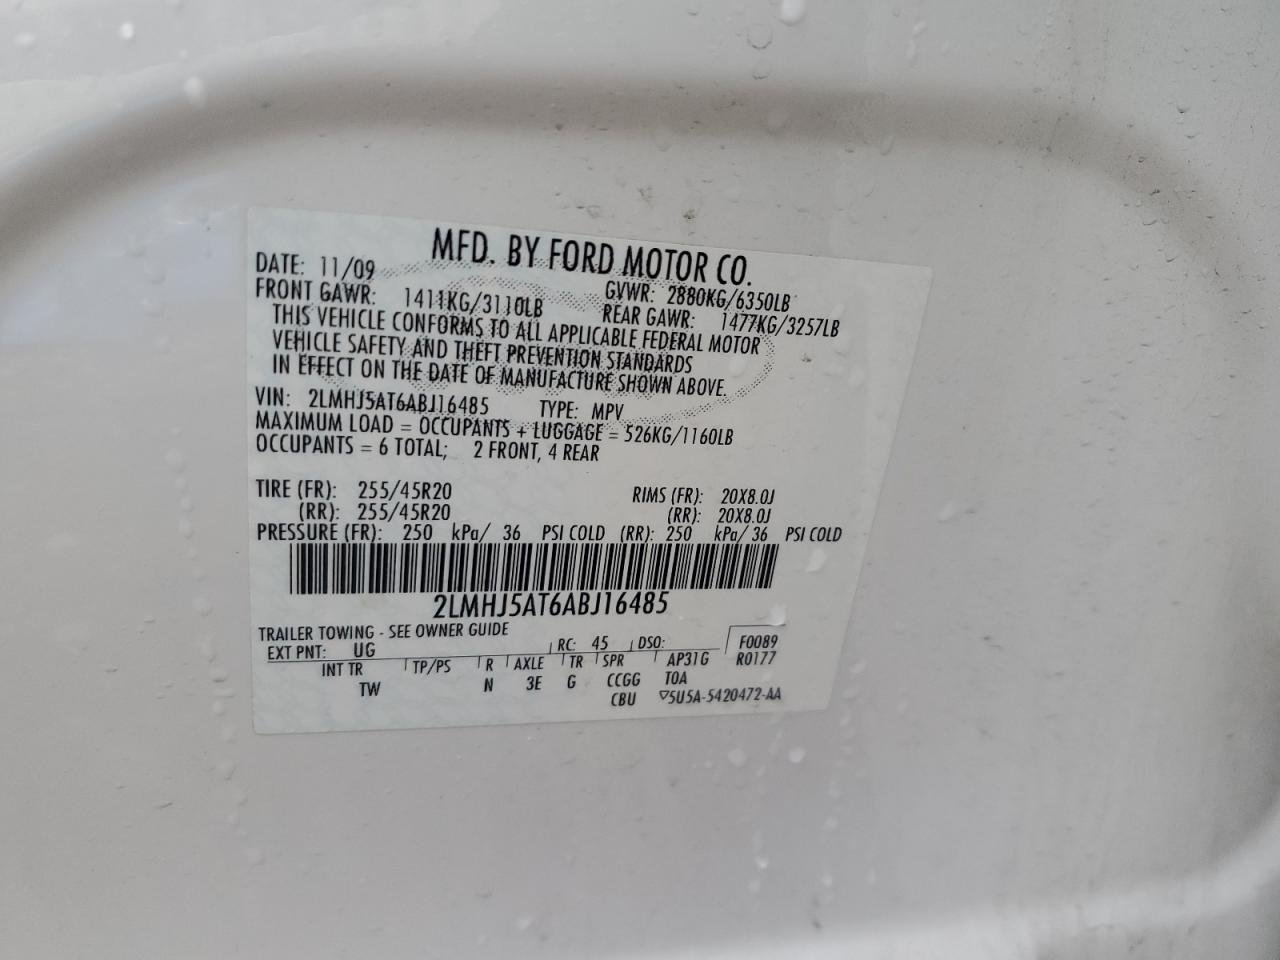 MFD. BY FORD MOTOR CO.
DATE: 11/09 GVWR: 2880KG/6350LB
FRONT GAWR: 1411KG/3110LB REAR GAWR: 1477KG/3257LB
THIS VEHICLE CONFORMS TO ALL APPLICABLE FEDERAL MOTOR
VEHICLE SAFETY AND THEFT PREVENTION STANDARDS
IN EFFECT ON THE DATE OF MANUFACTURE SHOWN ABOVE.
VIN: 2LMHJ5AT6ABJ16485 TYPE: MPV
MAXIMUM LOAD = OCCUPANTS + LUGGAGE = 526KG/1160LB
OCCUPANTS = 6 TOTAL; 2 FRONT, 4 REAR
TIRE (FR): 255/45R20 RIMS (FR): 20X8.0J
(RR): 255/45R20 (RR): 20X8.0J
PRESSURE (FR): 250 kPa/ 36 PSI COLD (RR): 250 kPa/ 36 PSI COLD
2LMHJ5AT6ABJ16485
TRAILER TOWING - SEE OWNER GUIDE
EXT PNT: UG RC: 45 DSO: F0089
INT TR TP/PS R AXLE TR SPR AP31G R0177
TW N 3E G CCGG TOA
CBU ▽5U5A-5420472-AA